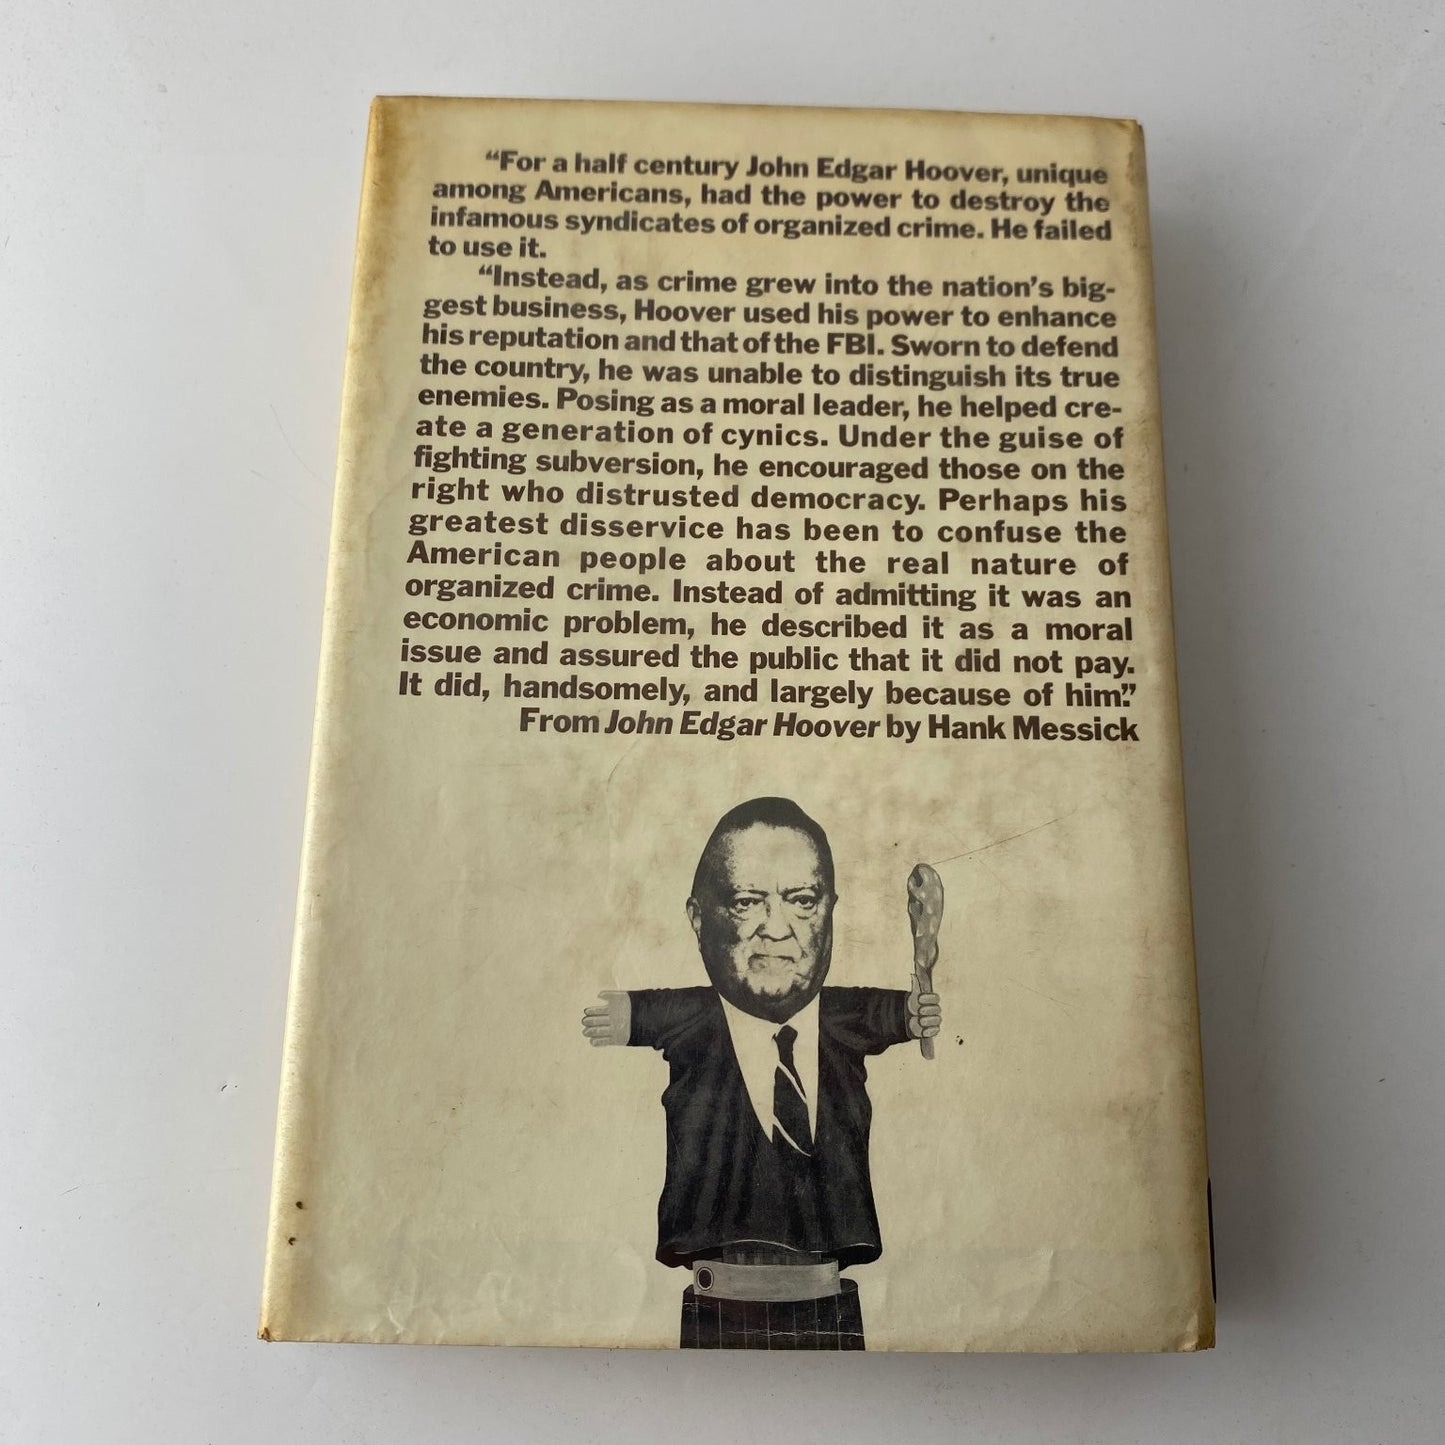 “For a half century John Edgar Hoover, unique
among Americans, had the power to destroy the
infamous syndicates of organized crime. He failed
to use it.
“Instead, as crime grew into the nation’s big-
gest business, Hoover used his power to enhance
his reputation and that of the FBI. Sworn to defend
the country, he was unable to distinguish its true
enemies. Posing as a moral leader, he helped cre-
ate a generation of cynics. Under the guise of
fighting subversion, he encouraged those on the
right who distrusted democracy. Perhaps his
greatest disservice has been to confuse the
American people about the real nature of
organized crime. Instead of admitting it was an
economic problem, he described it as a moral
issue and assured the public that it did not pay.
It did, handsomely, and largely because of him.”
From John Edgar Hoover by Hank Messick